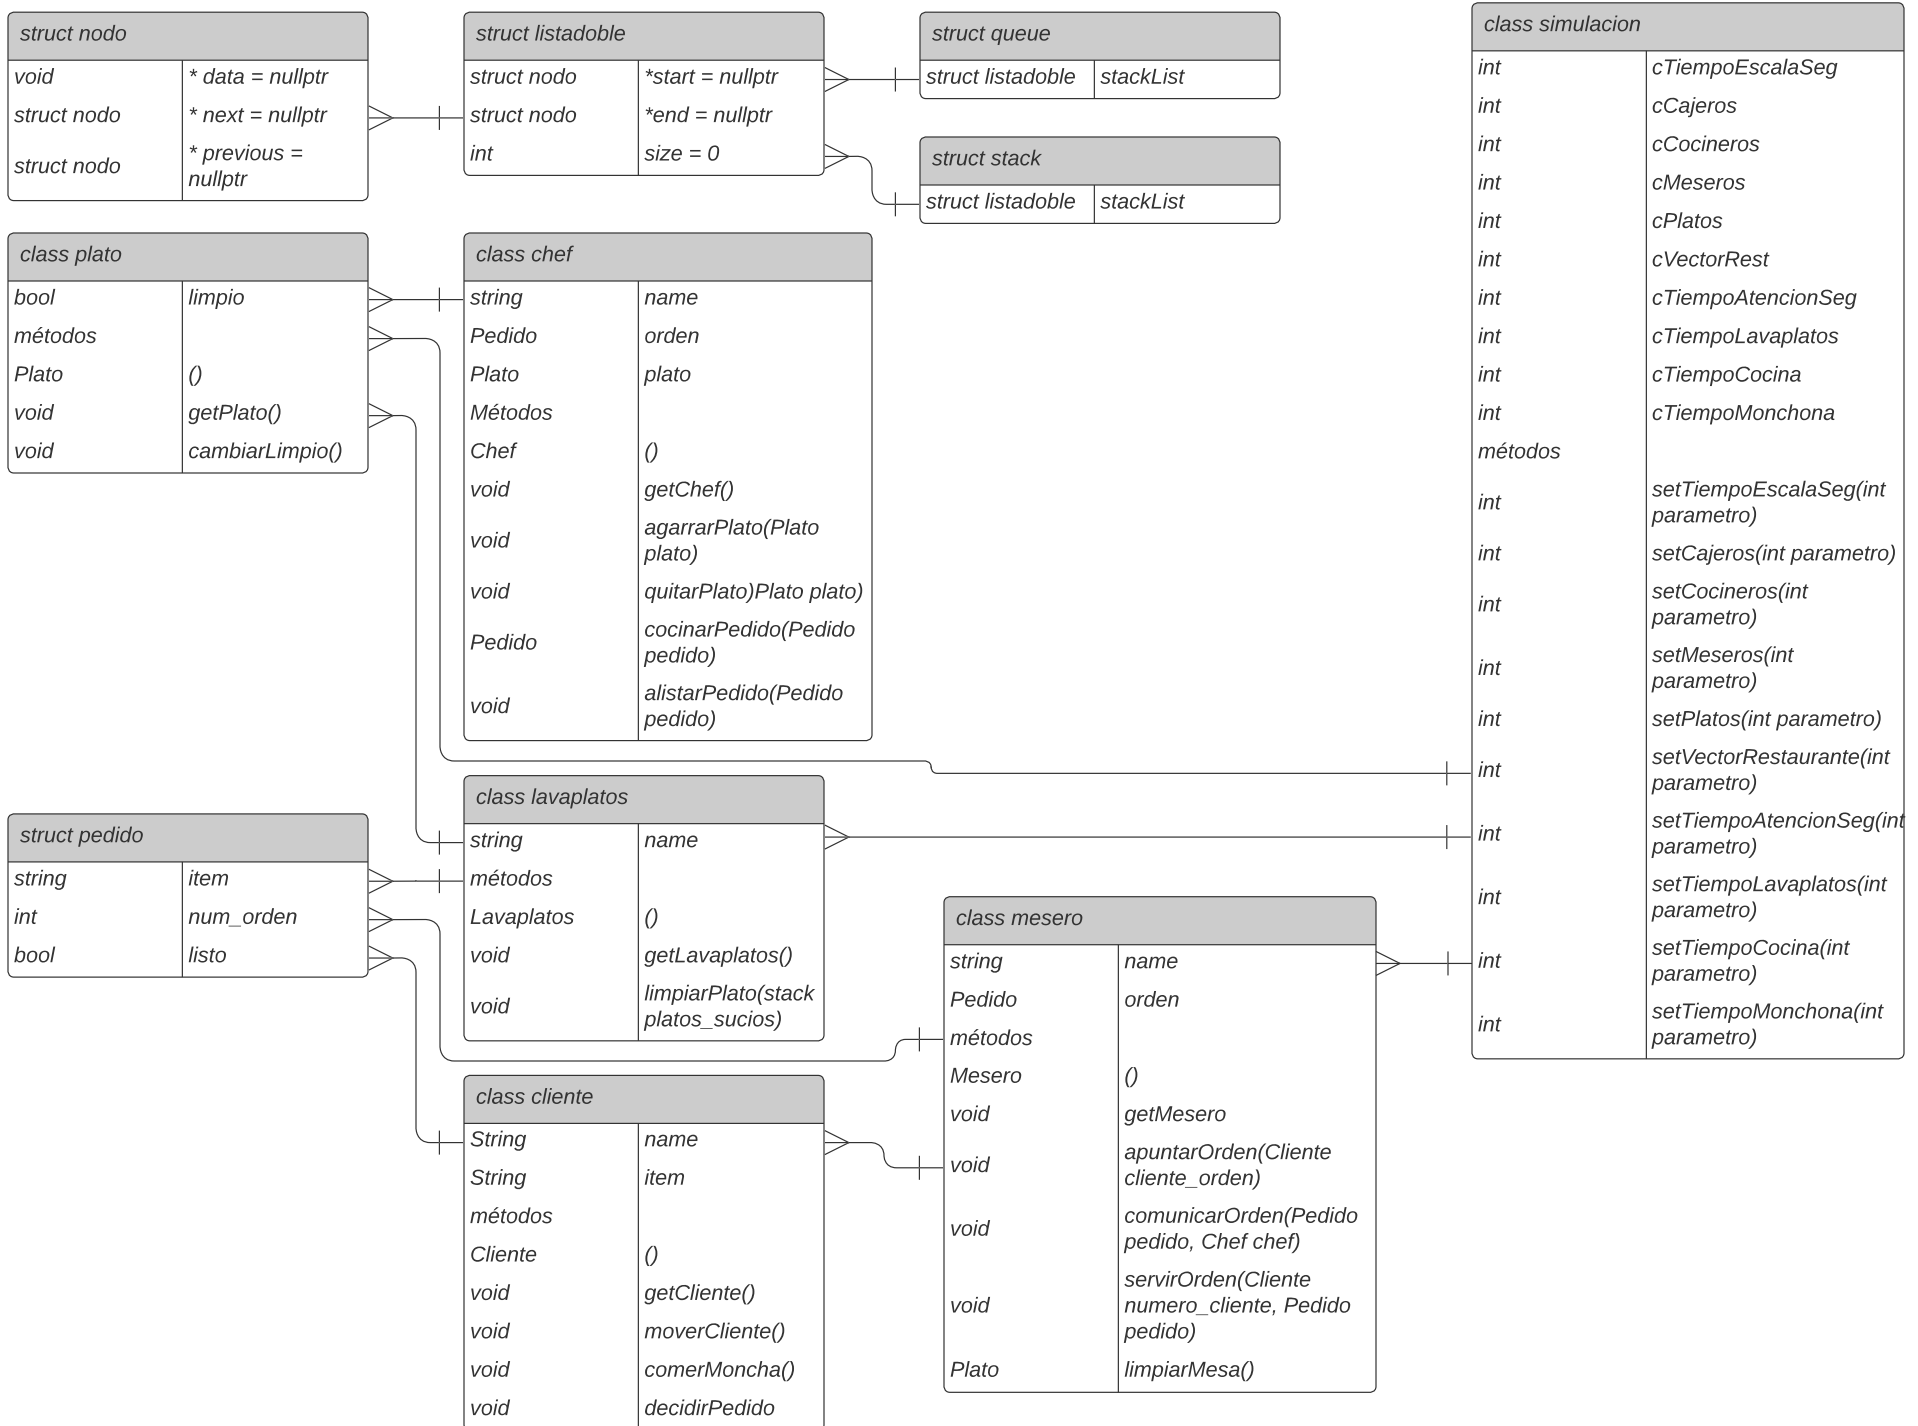 struct nodo
void * data = nullptr
struct nodo * next = nullptr
struct nodo * previous =
nullptr
struct listadoble
struct nodo *start = nullptr
struct nodo *end = nullptr
int size = 0
struct queue
struct listadoble stackList
struct stack
struct listadoble stackList
class plato
bool limpio
métodos
Plato ()
void getPlato()
void cambiarLimpio()
class chef
string name
Pedido orden
Plato plato
Métodos
Chef ()
void getChef()
void agarrarPlato(Plato
plato)
void quitarPlato)Plato plato)
Pedido cocinarPedido(Pedido
pedido)
void alistarPedido(Pedido
pedido)
class simulacion
int cTiempoEscalaSeg
int cCajeros
int cCocineros
int cMeseros
int cPlatos
int cVectorRest
int cTiempoAtencionSeg
int cTiempoLavaplatos
int cTiempoCocina
int cTiempoMonchona
métodos
int setTiempoEscalaSeg(int
parametro)
int setCajeros(int parametro)
int setCocineros(int
parametro)
int setMeseros(int
parametro)
int setPlatos(int parametro)
int setVectorRestaurante(int
parametro)
int setTiempoAtencionSeg(int
parametro)
int setTiempoLavaplatos(int
parametro)
int setTiempoCocina(int
parametro)
int setTiempoMonchona(int
parametro)
struct pedido
string item
int num_orden
bool listo
class lavaplatos
string name
métodos
Lavaplatos ()
void getLavaplatos()
void limpiarPlato(stack
platos_sucios)
class mesero
string name
Pedido orden
métodos
Mesero ()
void getMesero
void apuntarOrden(Cliente
cliente_orden)
void comunicarOrden(Pedido
pedido, Chef chef)
void servirOrden(Cliente
numero_cliente, Pedido
pedido)
Plato limpiarMesa()
class cliente
String name
String item
métodos
Cliente ()
void getCliente()
void moverCliente()
void comerMoncha()
void decidirPedido